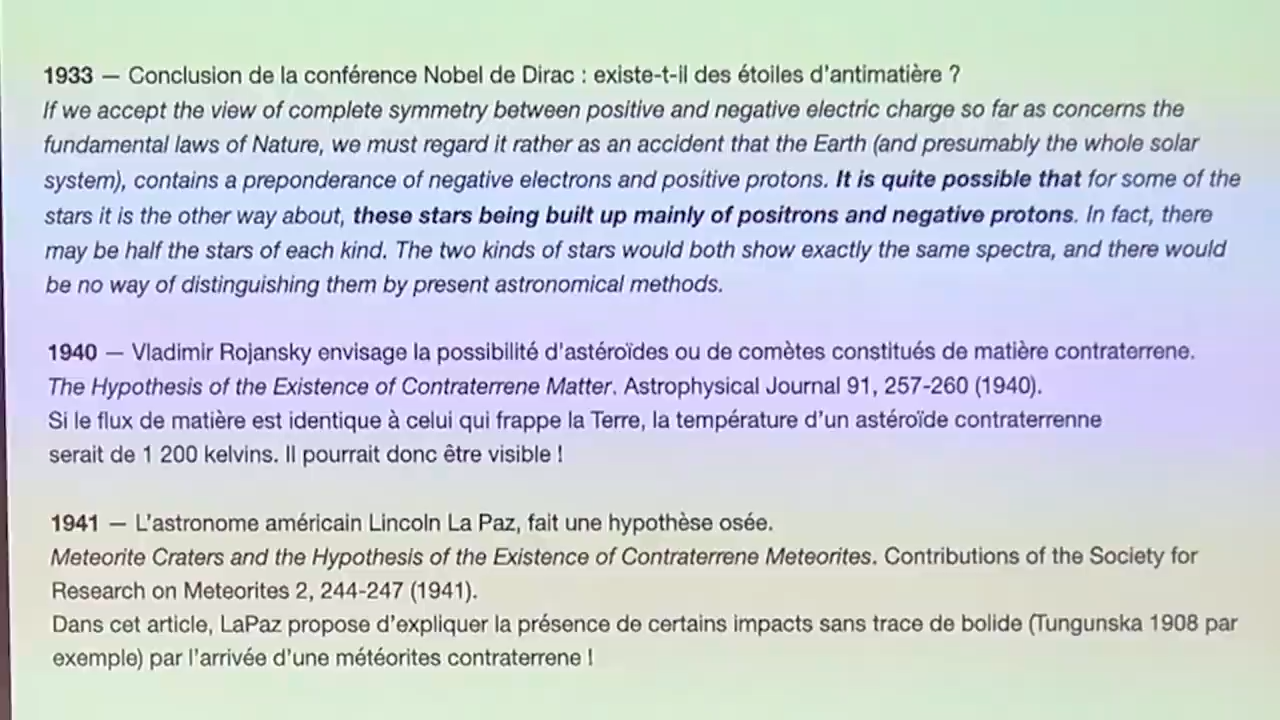 1933 — Conclusion de la conférence Nobel de Dirac : existe-t-il des étoiles d'antimatière ?
If we accept the view of complete symmetry between positive and negative electric charge so far as concerns the
fundamental laws of Nature, we must regard it rather as an accident that the Earth (and presumably the whole solar
system), contains a preponderance of negative electrons and positive protons. It is quite possible that for some of the
stars it is the other way about, these stars being built up mainly of positrons and negative protons. In fact, there
may be half the stars of each kind. The two kinds of stars would both show exactly the same spectra, and there would
be no way of distinguishing them by present astronomical methods.
1940 — Vladimir Rojansky envisage la possibilité d'astéroïdes ou de comètes constitués de matière contraterrene.
The Hypothesis of the Existence of Contraterrene Matter. Astrophysical Journal 91, 257-260 (1940).
Si le flux de matière est identique à celui qui frappe la Terre, la température d'un astéroïde contraterrenne
serait de 1 200 kelvins. Il pourrait donc être visible !
1941 — L'astronome américain Lincoln La Paz, fait une hypothèse osée.
Meteorite Craters and the Hypothesis of the Existence of Contraterrene Meteorites. Contributions of the Society for
Research on Meteorites 2, 244-247 (1941).
Dans cet article, LaPaz propose d'expliquer la présence de certains impacts sans trace de bolide (Tungunska 1908 par
exemple) par l'arrivée d'une météorites contraterrene !